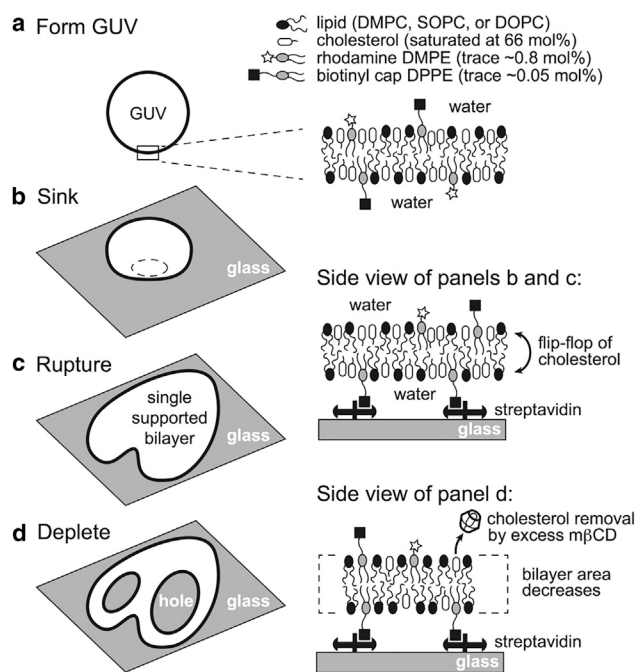 a Form GUV
lipid (DMPC, SOPC, or DOPC)
cholesterol (saturated at 66 mol%)
rhodamine DMPE (trace ~0.8 mol%)
biotinyl cap DPPE (trace ~0.05 mol%)
GUV
water
water
b Sink
glass
Side view of panels b and c:
water
flip-flop of
cholesterol
water
streptavidin
glass
c Rupture
single
supported
bilayer
glass
d Deplete
hole
glass
Side view of panel d:
cholesterol removal
by excess mβCD
bilayer area
decreases
streptavidin
glass